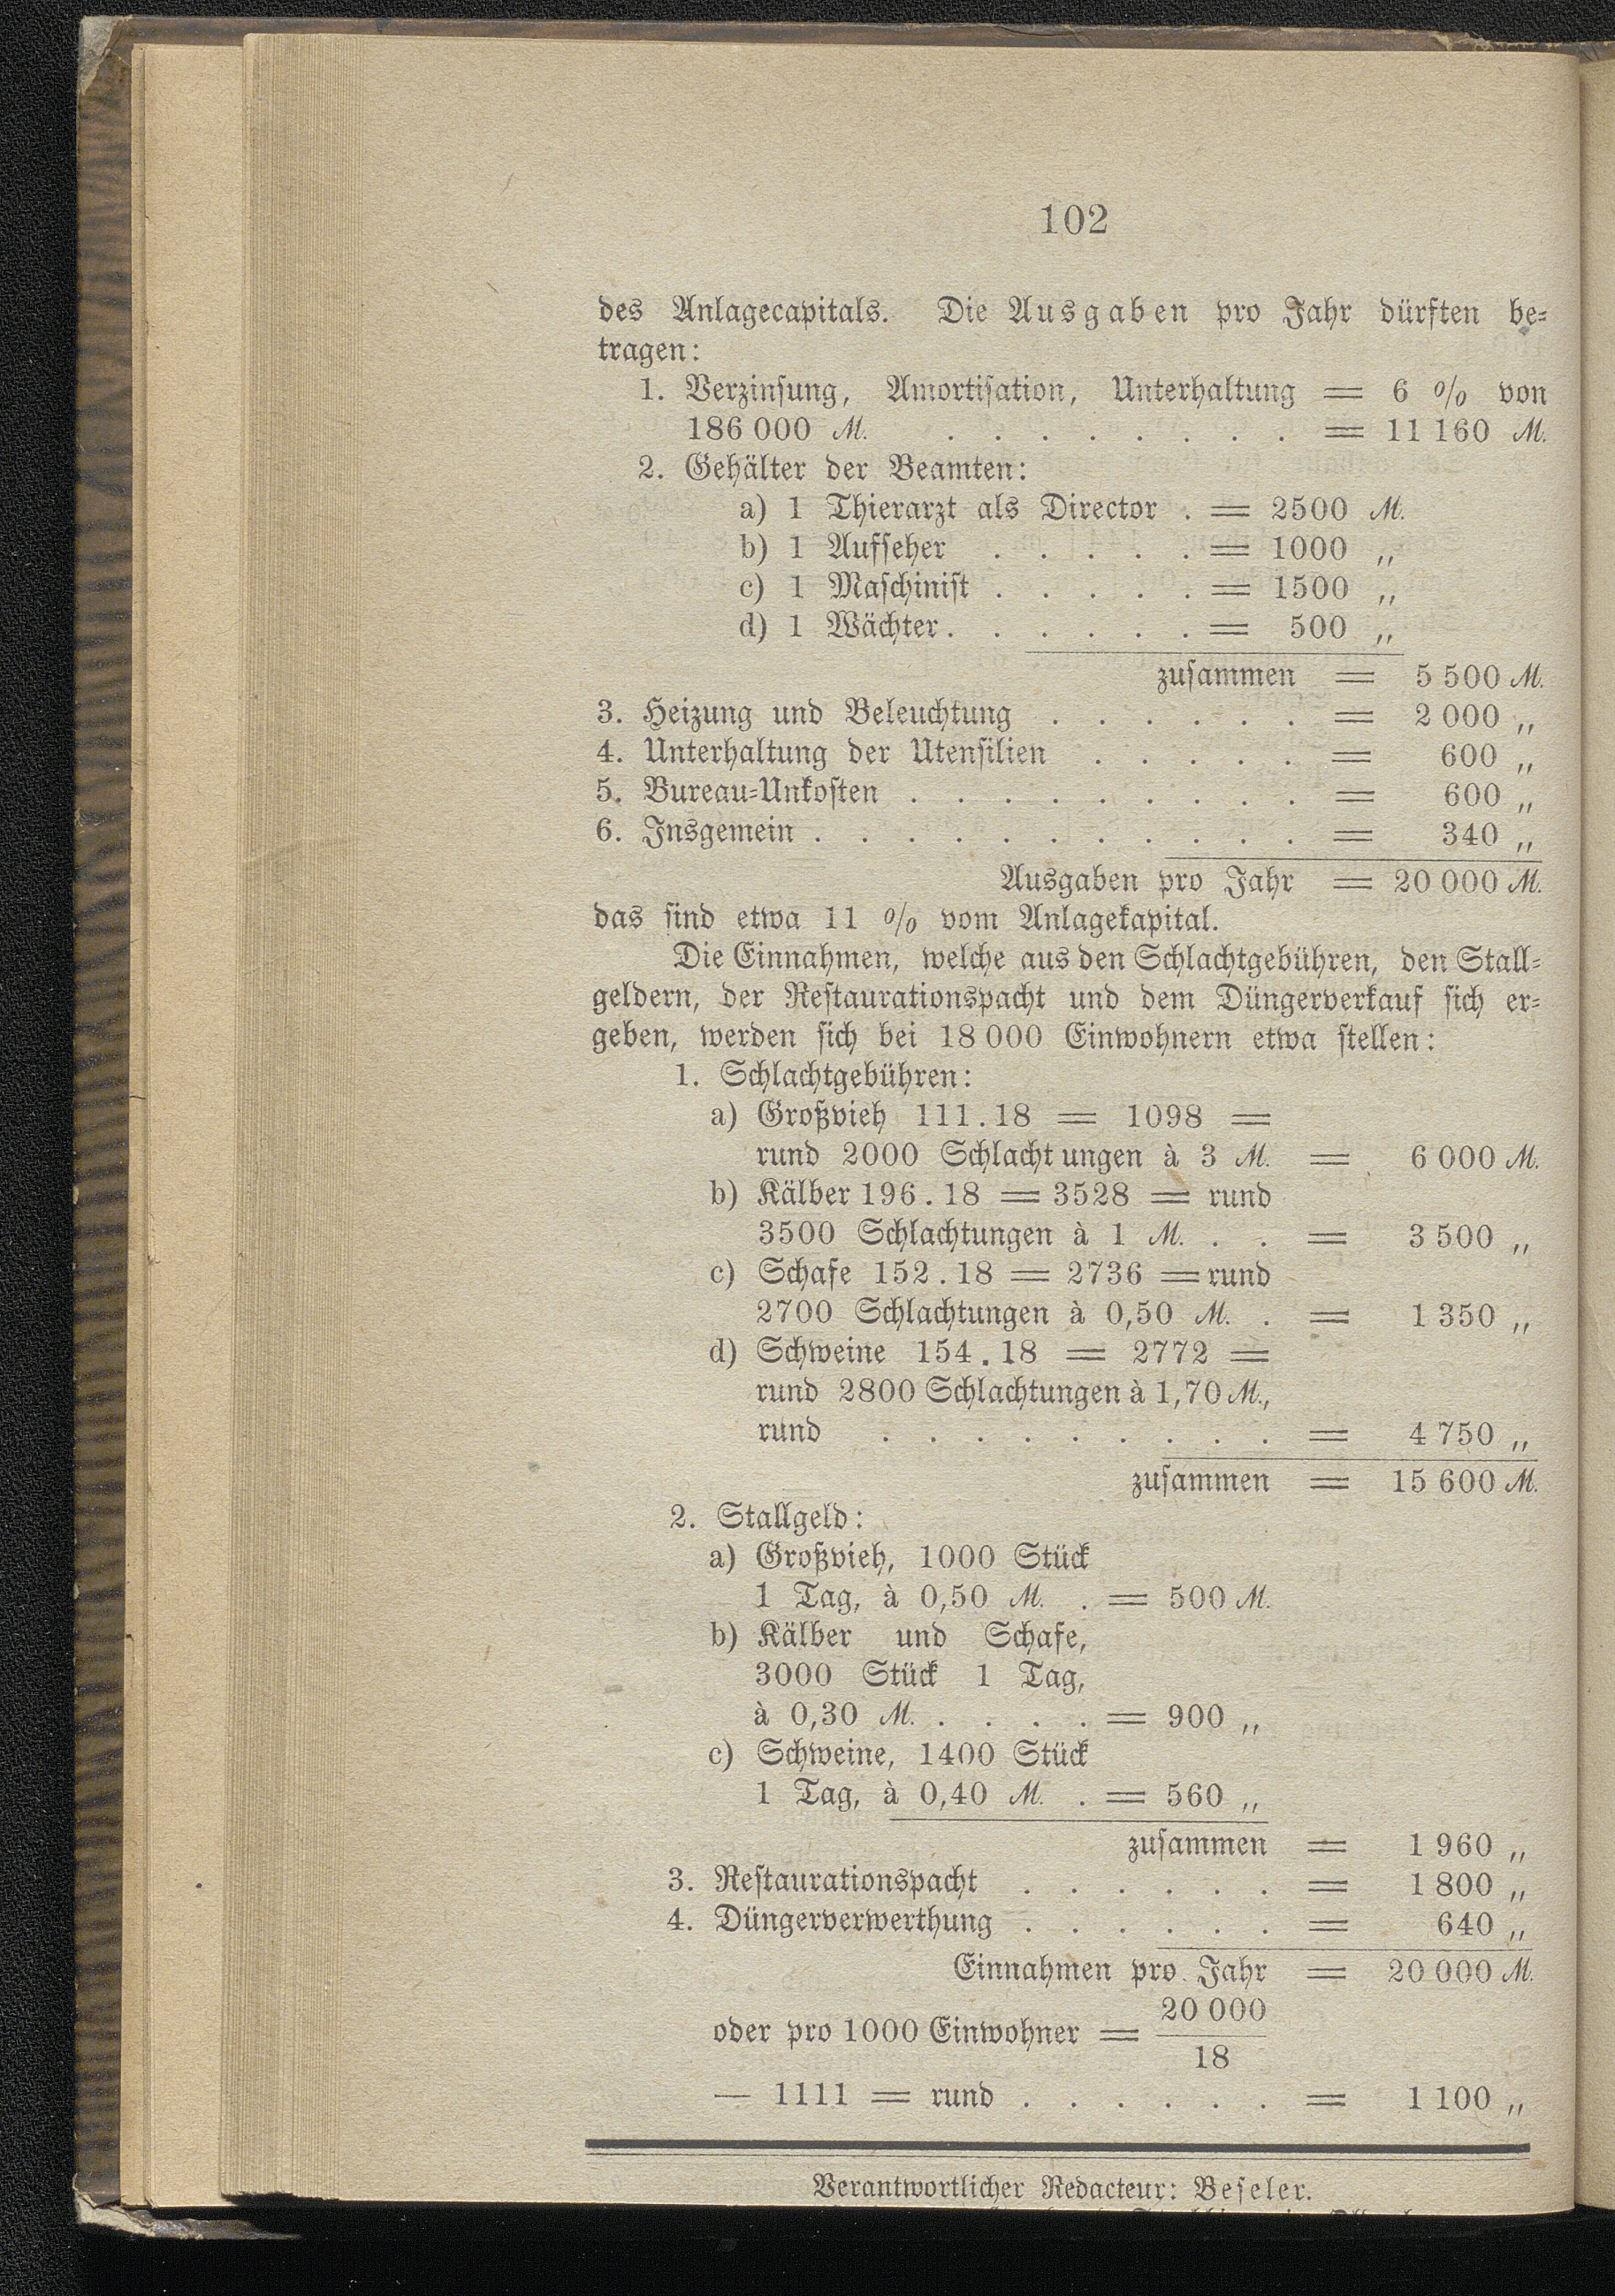 102
des Anlagecapitals. Die Ausgaben pro Jahr dürften be-
tragen:
1. Verzinsung, Amortisation, Unterhaltung = 6 % von
186 000 M. . . . . . . . . = 11 160 M.
2. Gehälter der Beamten:
a) 1 Thierarzt als Director . = 2500 M.
b) 1 Aufseher . . . . . = 1000 „
c) 1 Maschinist . . . . . = 1500 „
d) 1 Wächter . . . . . . = 500 „
zusammen = 5 500 M.
3. Heizung und Beleuchtung . . . . . . = 2 000 „
4. Unterhaltung der Utensilien . . . . . = 600 „
5. Bureau-Unkosten . . . . . . . . . = 600 „
6. Insgemein . . . . . . . . . . . = 340 „
Ausgaben pro Jahr = 20 000 M.
das sind etwa 11 % vom Anlagekapital.
Die Einnahmen, welche aus den Schlachtgebühren, den Stall-
geldern, der Restaurationspacht und dem Düngerverkauf sich er-
geben, werden sich bei 18 000 Einwohnern etwa stellen:
1. Schlachtgebühren:
a) Großvieh 111.18 = 1098 =
rund 2000 Schlachtungen à 3 M. = 6 000 M.
b) Kälber 196.18 = 3528 = rund
3500 Schlachtungen à 1 M. . . = 3 500 „
c) Schafe 152.18 = 2736 = rund
2700 Schlachtungen à 0,50 M. . = 1 350 „
d) Schweine 154.18 = 2772 =
rund 2800 Schlachtungen à 1,70 M.,
rund . . . . . . . . . = 4 750 „
zusammen = 15 600 M.
2. Stallgeld:
a) Großvieh, 1000 Stück
1 Tag, à 0,50 M. . = 500 M.
b) Kälber und Schafe,
3000 Stück 1 Tag,
à 0,30 M. . . . . = 900 „
c) Schweine, 1400 Stück
1 Tag, à 0,40 M. . = 560 „
zusammen = 1 960 „
3. Restaurationspacht . . . . . . = 1 800 „
4. Düngerverwerthung . . . . . . = 640 „
Einnahmen pro Jahr = 20 000 M.
oder pro 1000 Einwohner = 20 000
18
— 1111 = rund . . . . . . = 1 100 „
Verantwortlicher Redacteur: Beseler.